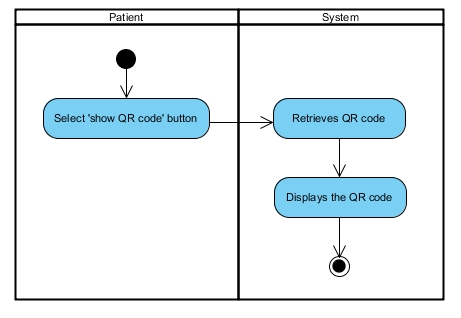 Patient
System
Select 'show QR code' button
Retrieves QR code
Displays the QR code